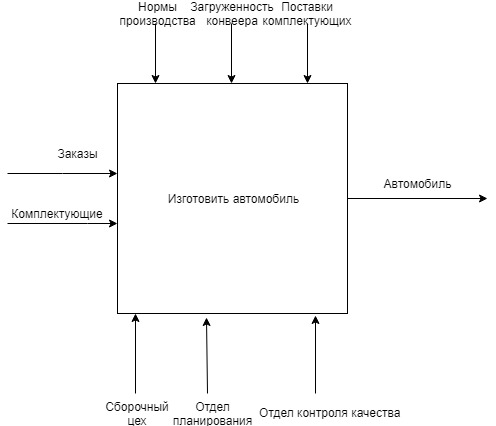 Нормы
производства
Загруженность
конвеера
Поставки
комплектующих
Заказы
Автомобиль
Изготовить автомобиль
Комплектующие
Сборочный
цех
Отдел
планирования
Отдел контроля качества